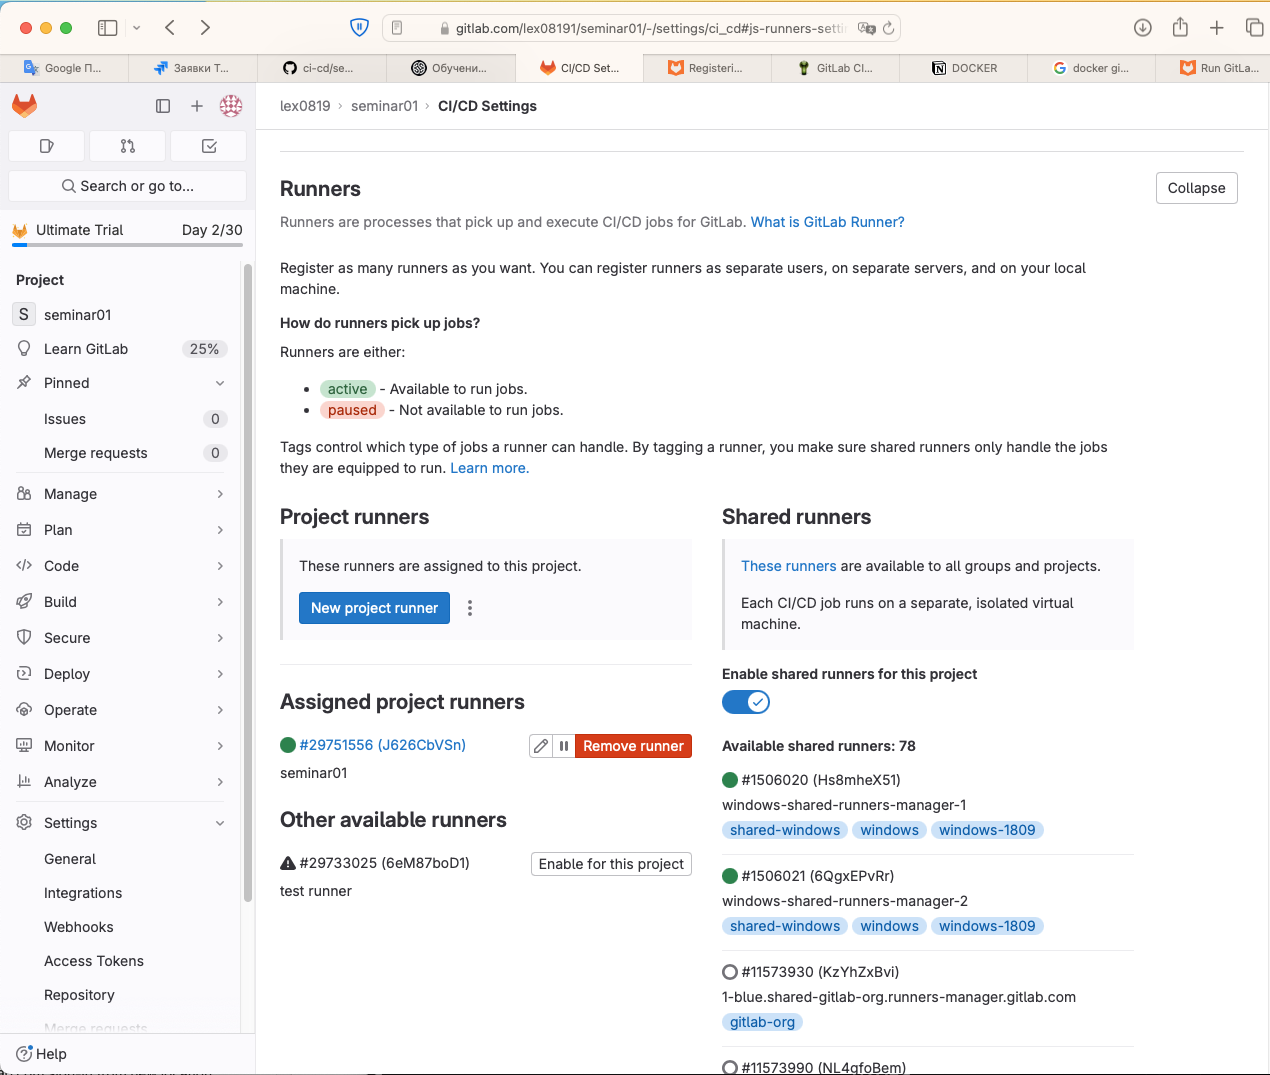 gitlab.com/lex08191/seminar01/-/settings/ci_cd#js-runners-setti
Google П...
Заявки Т...
ci-cd/se...
Обучени...
CI/CD Set...
Registeri...
GitLab CI...
DOCKER
docker gi...
Run GitLa...
lex0819 › seminar01 › CI/CD Settings
Search or go to...
Ultimate Trial Day 2/30
Project
S seminar01
Learn GitLab 25%
Pinned
Issues 0
Merge requests 0
Manage
Plan
Code
Build
Secure
Deploy
Operate
Monitor
Analyze
Settings
General
Integrations
Webhooks
Access Tokens
Repository
Merge requests
Help
Runners
Collapse
Runners are processes that pick up and execute CI/CD jobs for GitLab. What is GitLab Runner?
Register as many runners as you want. You can register runners as separate users, on separate servers, and on your local
machine.
How do runners pick up jobs?
Runners are either:
• active - Available to run jobs.
• paused - Not available to run jobs.
Tags control which type of jobs a runner can handle. By tagging a runner, you make sure shared runners only handle the jobs
they are equipped to run. Learn more.
Project runners
These runners are assigned to this project.
New project runner
Assigned project runners
#29751556 (J626CbVSn)
Remove runner
seminar01
Other available runners
#29733025 (6eM87boD1)
Enable for this project
test runner
Shared runners
These runners are available to all groups and projects.
Each CI/CD job runs on a separate, isolated virtual
machine.
Enable shared runners for this project
Available shared runners: 78
#1506020 (Hs8mheX51)
windows-shared-runners-manager-1
shared-windows windows windows-1809
#1506021 (6QgxEPvRr)
windows-shared-runners-manager-2
shared-windows windows windows-1809
#11573930 (KzYhZxBvi)
1-blue.shared-gitlab-org.runners-manager.gitlab.com
gitlab-org
#11573990 (NL4gfoBem)